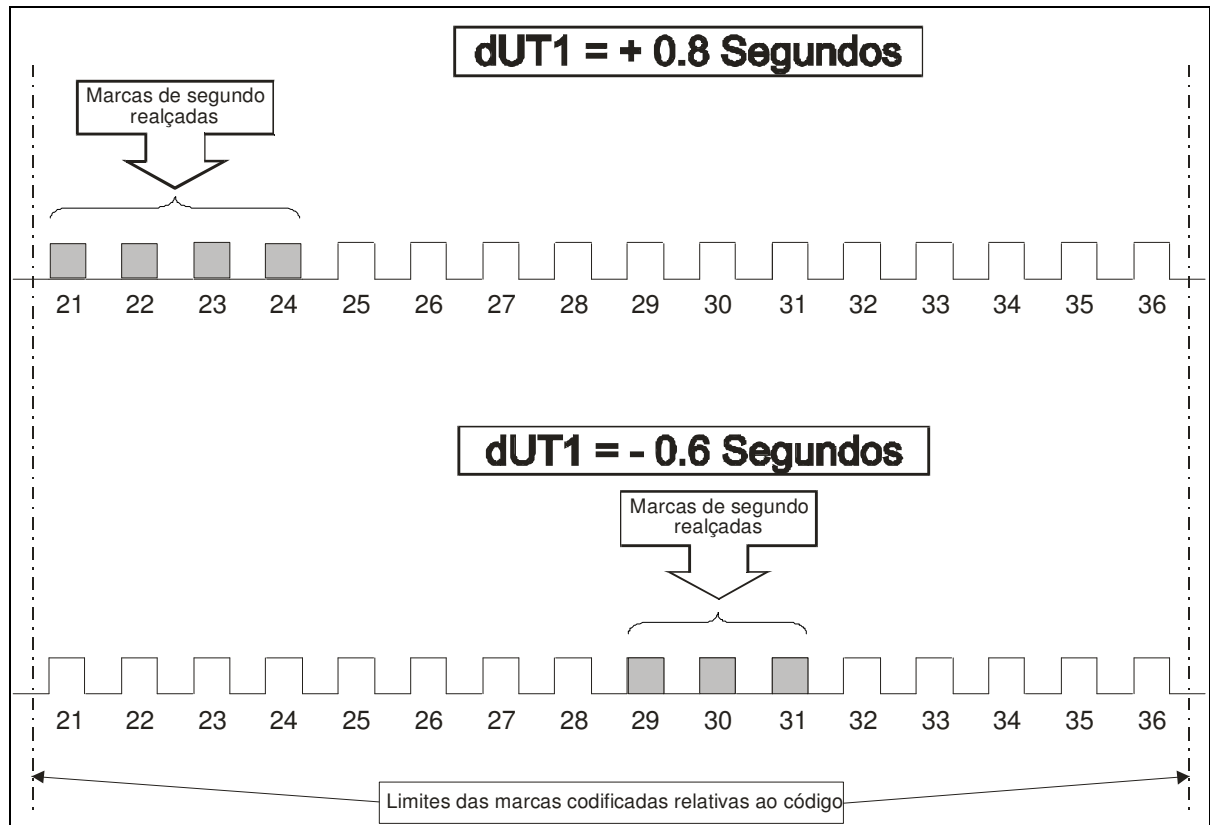 dUT1 = + 0.8 Segundos
Marcas de segundo
realçadas
21 22 23 24 25 26 27 28 29 30 31 32 33 34 35 36
dUT1 = - 0.6 Segundos
Marcas de segundo
realçadas
21 22 23 24 25 26 27 28 29 30 31 32 33 34 35 36
Limites das marcas codificadas relativas ao código